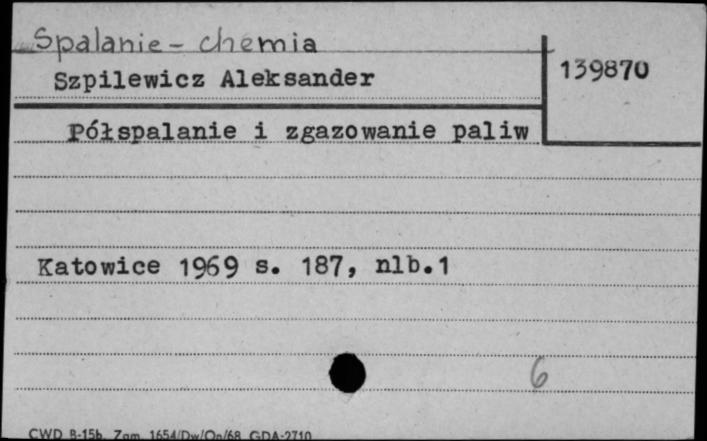 Spalanie - chemia
Szpilewicz Aleksander
139870
Półspalanie i zgazowanie paliw
Katowice 1969 s. 187, nlb.1
6
CWD B-15b. Zam. 1654/Dw/On/68 GDA-2710